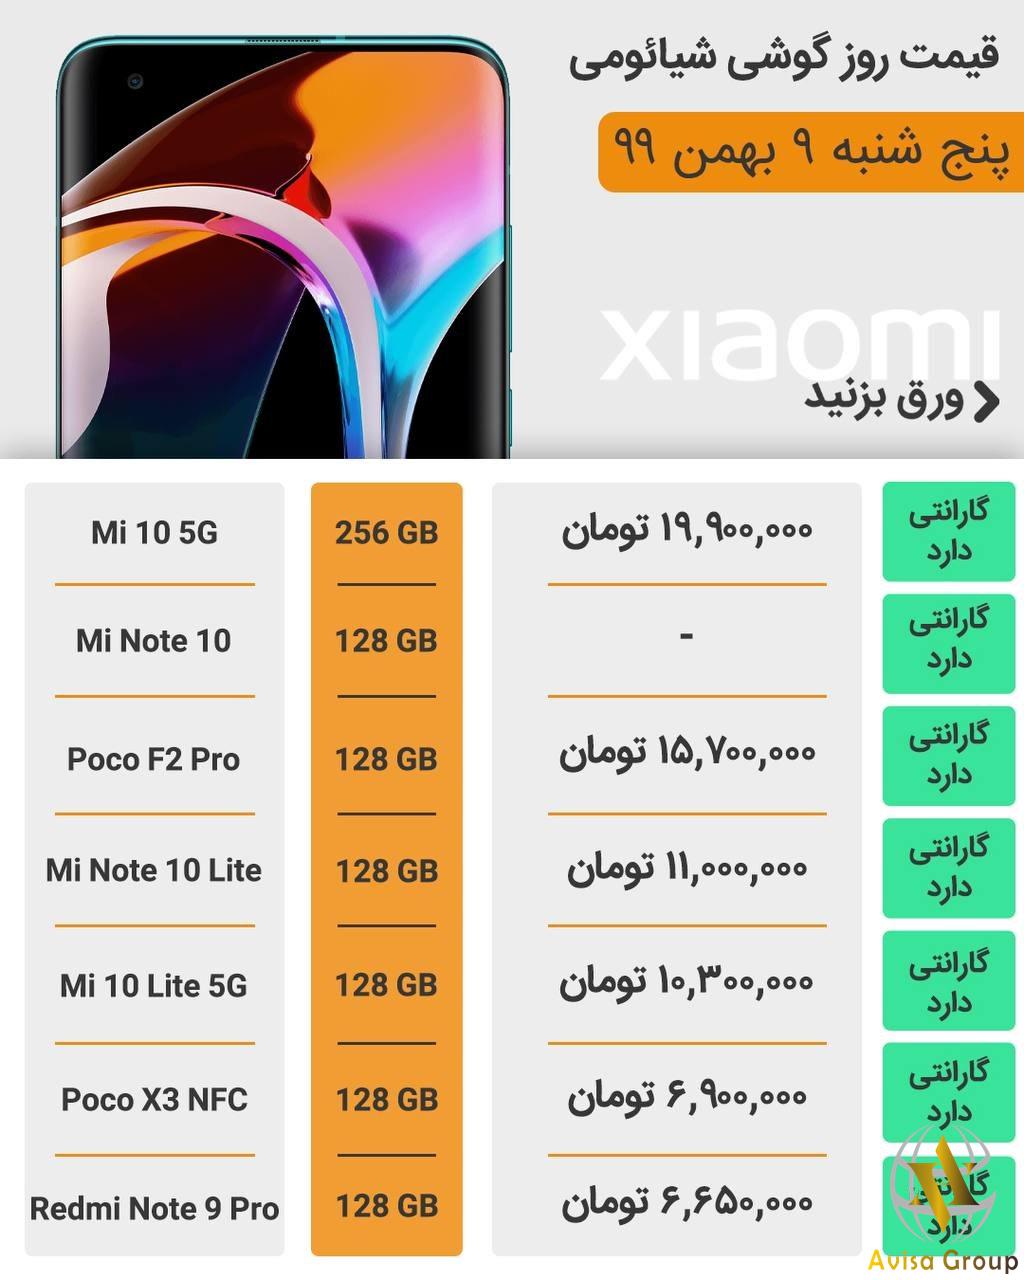 قیمت روز گوشی شیائومی
پنج شنبه ۹ بهمن ۹۹
xiaomi
ورق بزنید
Mi 10 5G 256 GB ۱۹,۹۰۰,۰۰۰ تومان گارانتی دارد
Mi Note 10 128 GB - گارانتی دارد
Poco F2 Pro 128 GB ۱۵,۷۰۰,۰۰۰ تومان گارانتی دارد
Mi Note 10 Lite 128 GB ۱۱,۰۰۰,۰۰۰ تومان گارانتی دارد
Mi 10 Lite 5G 128 GB ۱۰,۳۰۰,۰۰۰ تومان گارانتی دارد
Poco X3 NFC 128 GB ۶,۹۰۰,۰۰۰ تومان گارانتی دارد
Redmi Note 9 Pro 128 GB ۶,۶۵۰,۰۰۰ تومان گارانتی دارد
Avisa Group